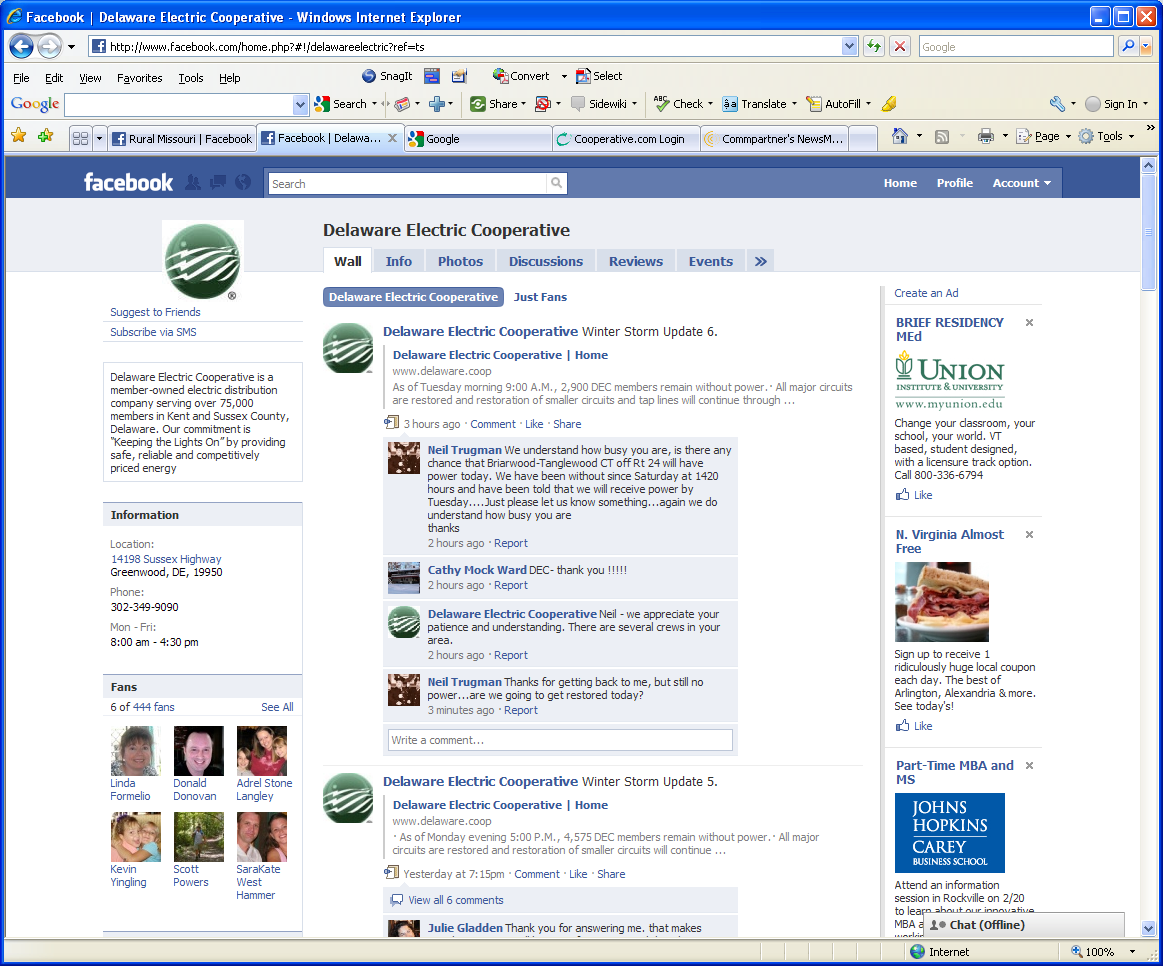 Facebook | Delaware Electric Cooperative - Windows Internet Explorer
http://www.facebook.com/home.php?#!/delawareelectric?ref=ts
Google
File Edit View Favorites Tools Help
SnagIt
Convert
Select
Google
Search
Share
Sidewiki
Check
Translate
AutoFill
Sign In
Rural Missouri | Facebook
Facebook | Delawa...
Google
Cooperative.com Login
Commpartner's NewsM...
Page
Tools
facebook
Search
Home Profile Account
Delaware Electric Cooperative
Wall Info Photos Discussions Reviews Events »
Suggest to Friends
Subscribe via SMS
Delaware Electric Cooperative is a
member-owned electric distribution
company serving over 75,000
members in Kent and Sussex County,
Delaware. Our commitment is
“Keeping the Lights On” by providing
safe, reliable and competitively
priced energy
Information
Location:
14198 Sussex Highway
Greenwood, DE, 19950
Phone:
302-349-9090
Mon - Fri:
8:00 am - 4:30 pm
Fans
6 of 444 fans See All
Linda
Formelio
Donald
Donovan
Adrel Stone
Langley
Kevin
Yingling
Scott
Powers
SaraKate
West
Hammer
Delaware Electric Cooperative Just Fans
Delaware Electric Cooperative Winter Storm Update 6.
Delaware Electric Cooperative | Home
www.delaware.coop
As of Tuesday morning 9:00 A.M., 2,900 DEC members remain without power.· All major circuits
are restored and restoration of smaller circuits and tap lines will continue through ...
3 hours ago · Comment · Like · Share
Neil Trugman We understand how busy you are, is there any
chance that Briarwood-Tanglewood CT off Rt 24 will have
power today. We have been without since Saturday at 1420
hours and have been told that we will receive power by
Tuesday....Just please let us know something...again we do
understand how busy you are
thanks
2 hours ago · Report
Cathy Mock Ward DEC- thank you !!!!!
2 hours ago · Report
Delaware Electric Cooperative Neil - we appreciate your
patience and understanding. There are several crews in your
area.
2 hours ago · Report
Neil Trugman Thanks for getting back to me, but still no
power...are we going to get restored today?
3 minutes ago · Report
Write a comment...
Delaware Electric Cooperative Winter Storm Update 5.
Delaware Electric Cooperative | Home
www.delaware.coop
· As of Monday evening 5:00 P.M., 4,575 DEC members remain without power.· All major
circuits are restored and restoration of smaller circuits will continue ...
Yesterday at 7:15pm · Comment · Like · Share
View all 6 comments
Julie Gladden Thank you for answering me. that makes
Create an Ad
BRIEF RESIDENCY
MEd
UNION
INSTITUTE & UNIVERSITY
www.myunion.edu
Change your classroom, your
school, your world. VT
based, student designed,
with a licensure track option.
Call 800-336-6794
Like
N. Virginia Almost
Free
Sign up to receive 1
ridiculously huge local coupon
each day. The best of
Arlington, Alexandria & more.
See today's!
Like
Part-Time MBA and
MS
JOHNS
HOPKINS
CAREY
BUSINESS SCHOOL
Attend an information
session in Rockville on 2/20
to learn about our innovative
MBA
Chat (Offline)
Internet
100%